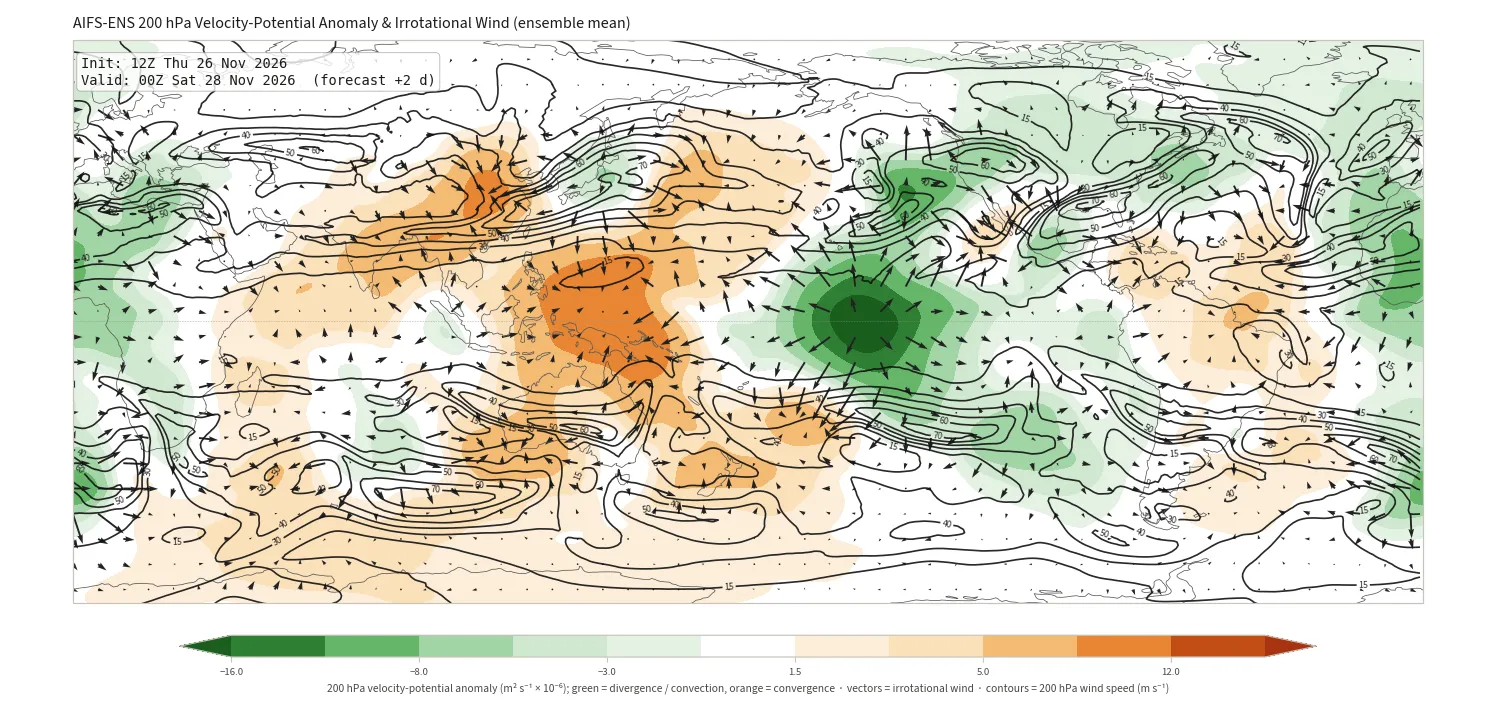 AIFS-ENS 200 hPa Velocity-Potential Anomaly & Irrotational Wind (ensemble mean)
Init: 12Z Thu 26 Nov 2026
Valid: 00Z Sat 28 Nov 2026  (forecast +2 d)
−16.0 −8.0 −3.0 1.5 5.0 12.0
200 hPa velocity-potential anomaly (m² s⁻¹ × 10⁻⁶); green = divergence / convection, orange = convergence · vectors = irrotational wind · contours = 200 hPa wind speed (m s⁻¹)